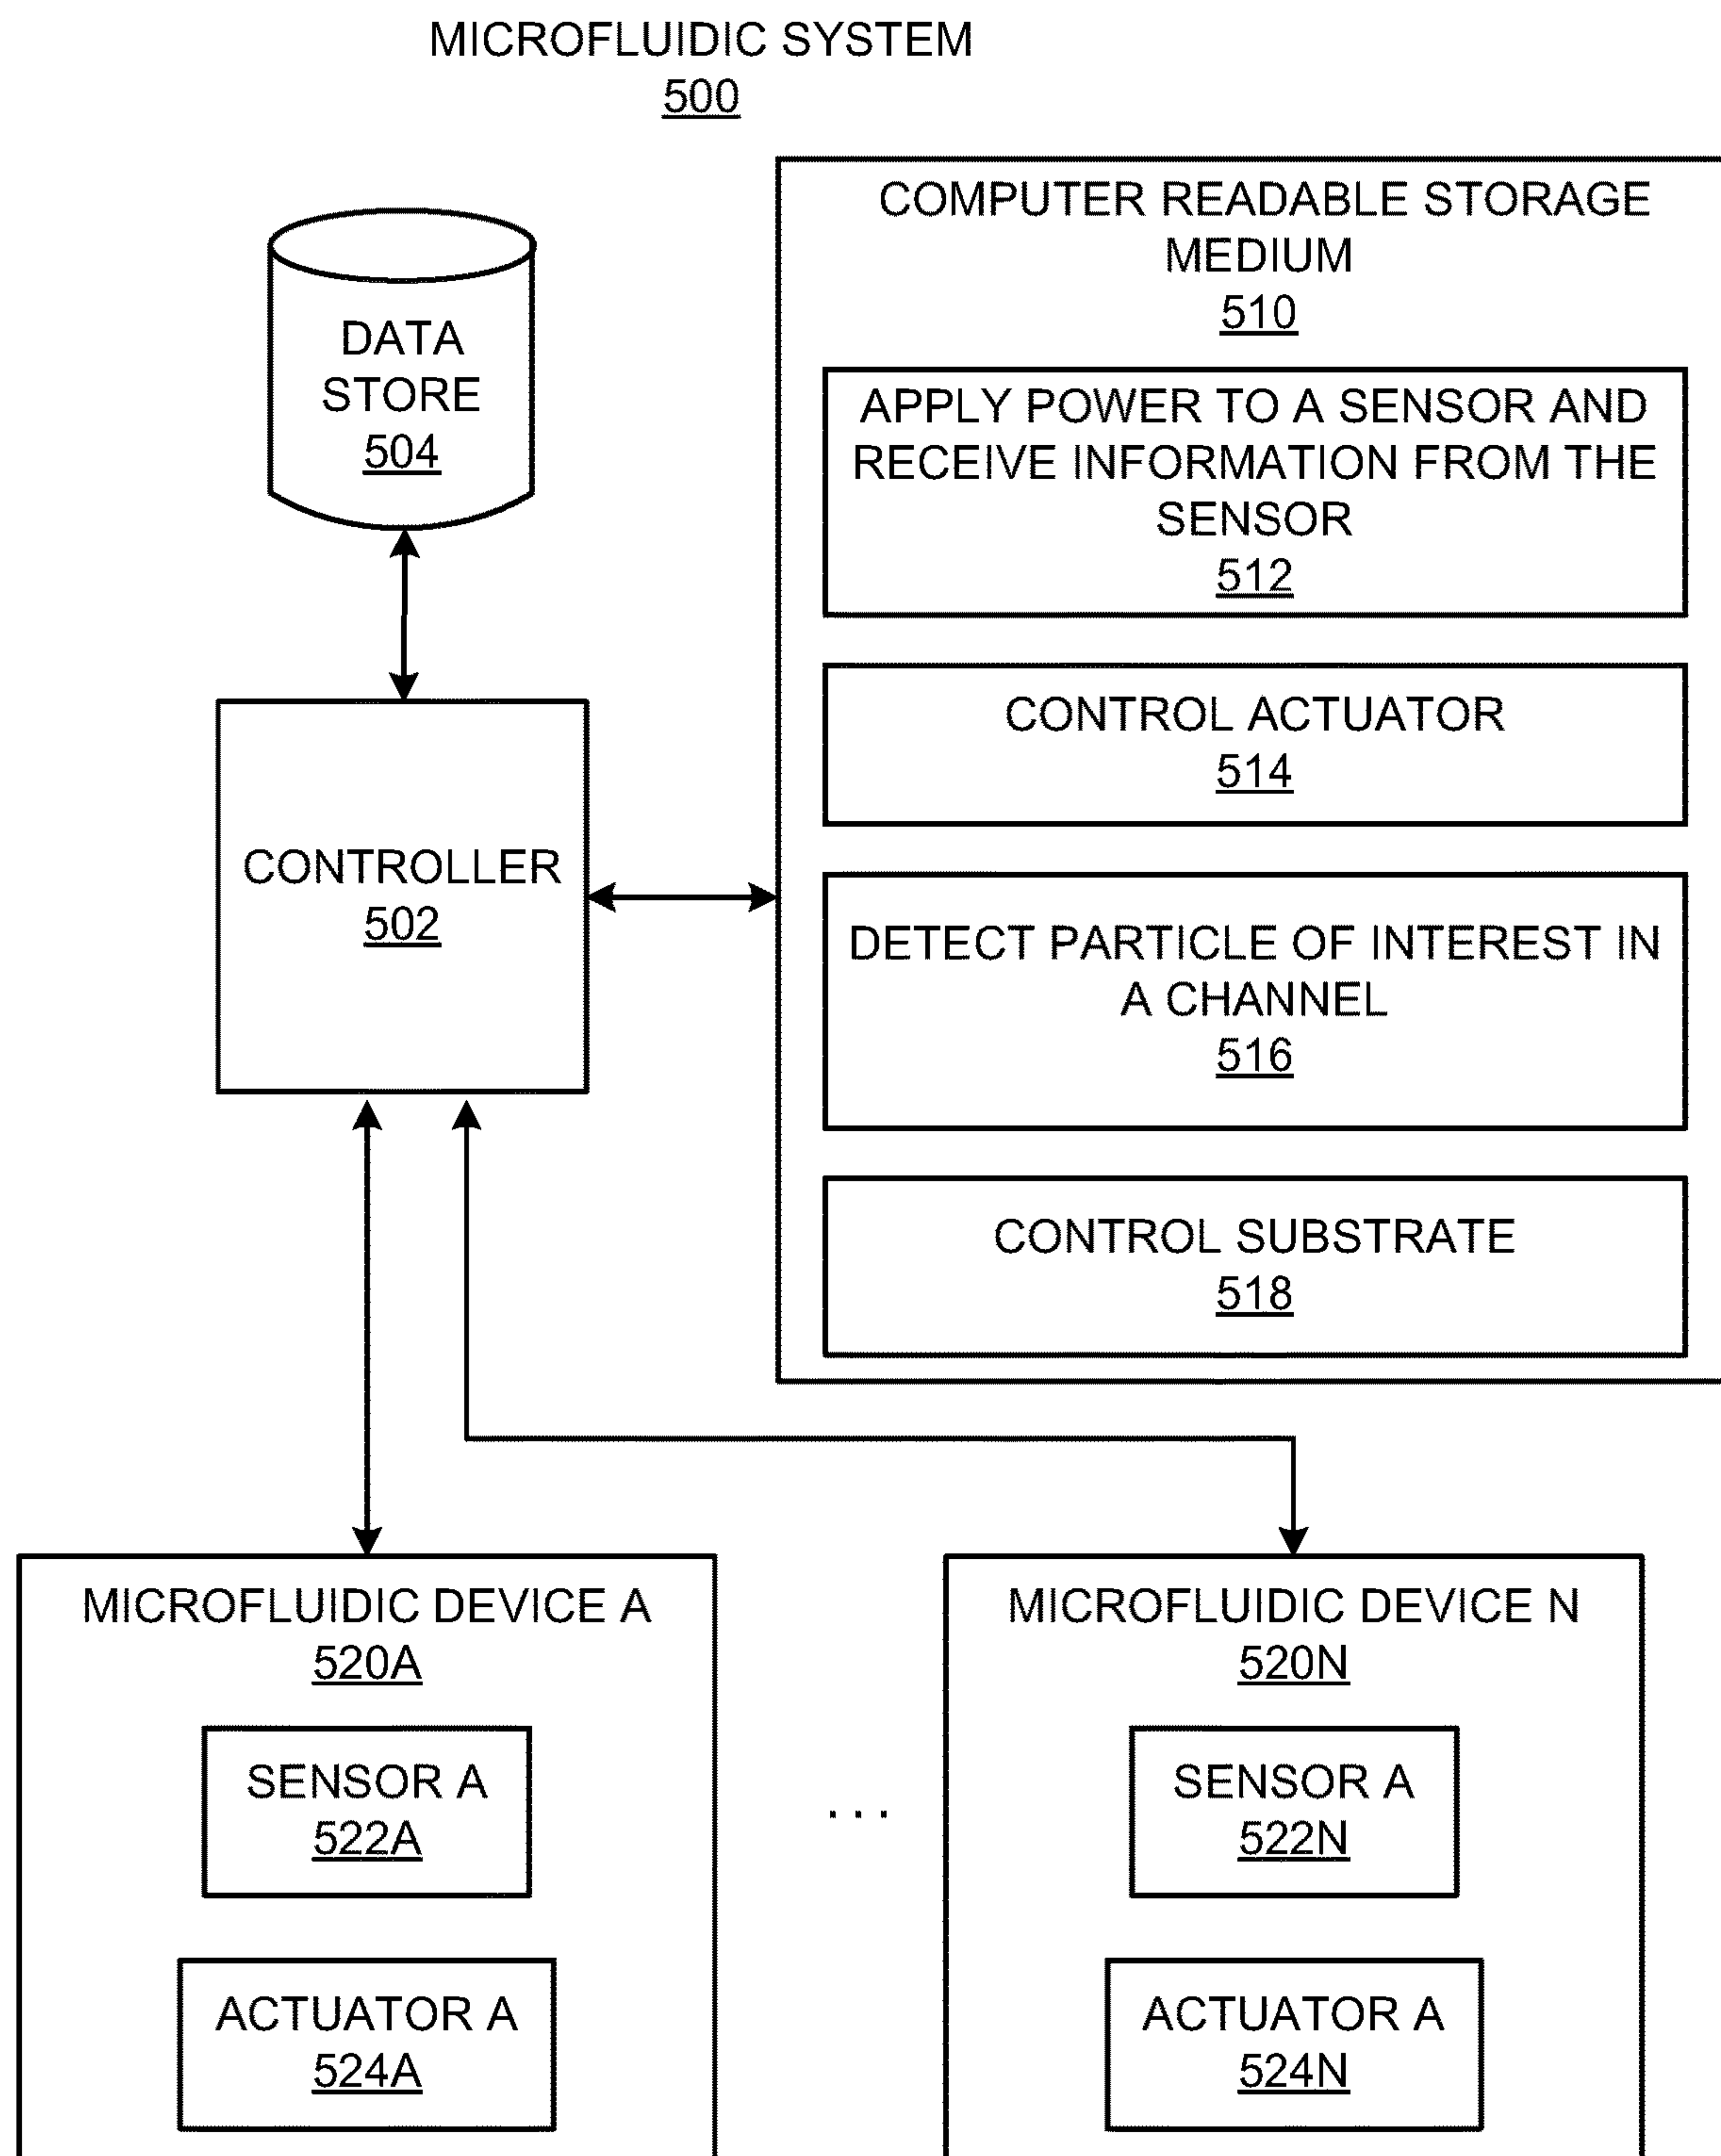 MICROFLUIDIC SYSTEM
500
COMPUTER READABLE STORAGE
MEDIUM
510
DATA
STORE
504
APPLY POWER TO A SENSOR AND
RECEIVE INFORMATION FROM THE
SENSOR
512
CONTROL ACTUATOR
514
CONTROLLER
502
DETECT PARTICLE OF INTEREST IN
A CHANNEL
516
CONTROL SUBSTRATE
518
MICROFLUIDIC DEVICE A
520A
SENSOR A
522A
ACTUATOR A
524A
...
MICROFLUIDIC DEVICE N
520N
SENSOR A
522N
ACTUATOR A
524N